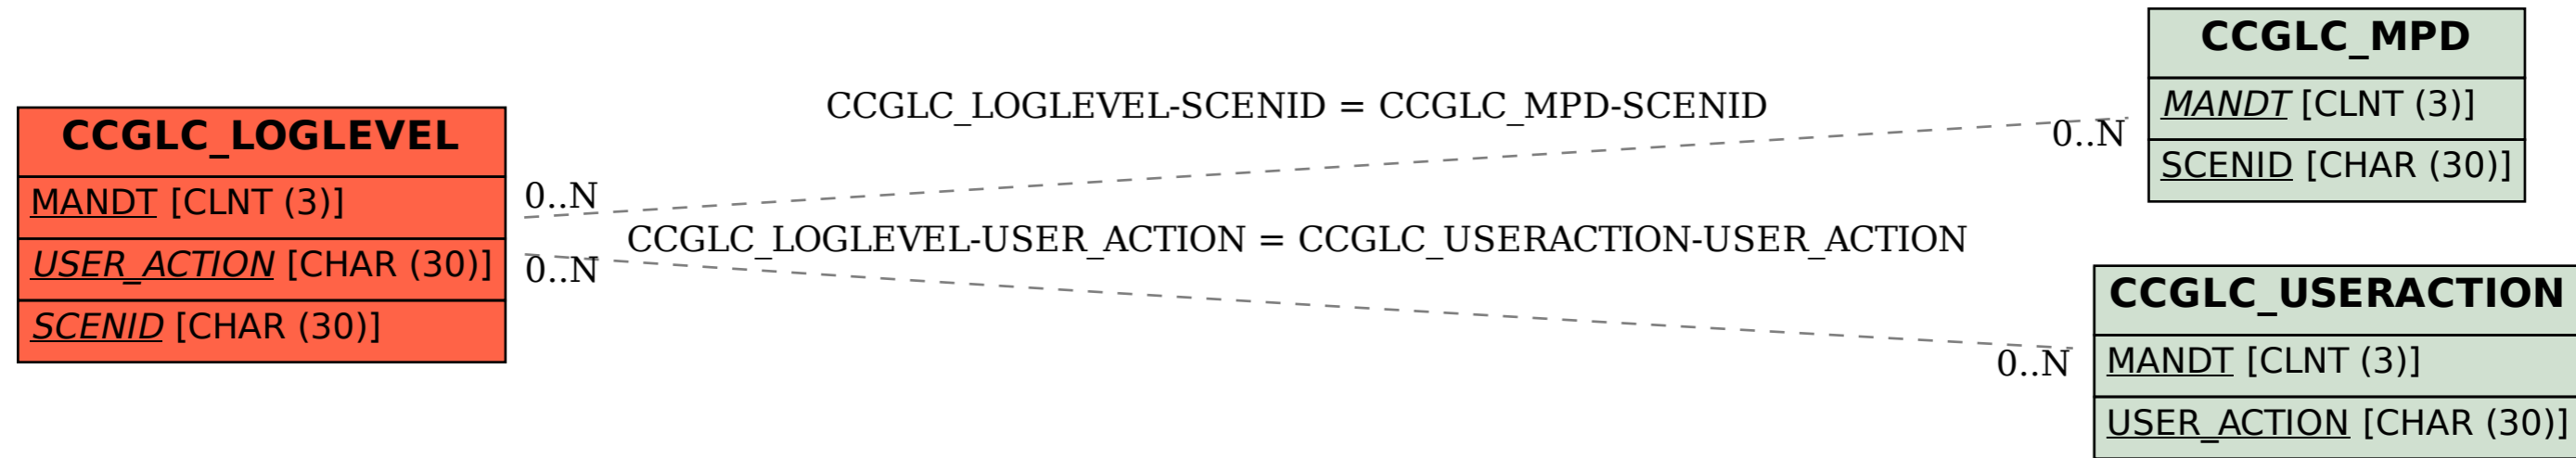 CCGLC_LOGLEVEL
MANDT [CLNT (3)]
USER_ACTION [CHAR (30)]
SCENID [CHAR (30)]
CCGLC_LOGLEVEL-SCENID = CCGLC_MPD-SCENID
0..N
0..N
CCGLC_LOGLEVEL-USER_ACTION = CCGLC_USERACTION-USER_ACTION
0..N
0..N
CCGLC_MPD
MANDT [CLNT (3)]
SCENID [CHAR (30)]
CCGLC_USERACTION
MANDT [CLNT (3)]
USER_ACTION [CHAR (30)]